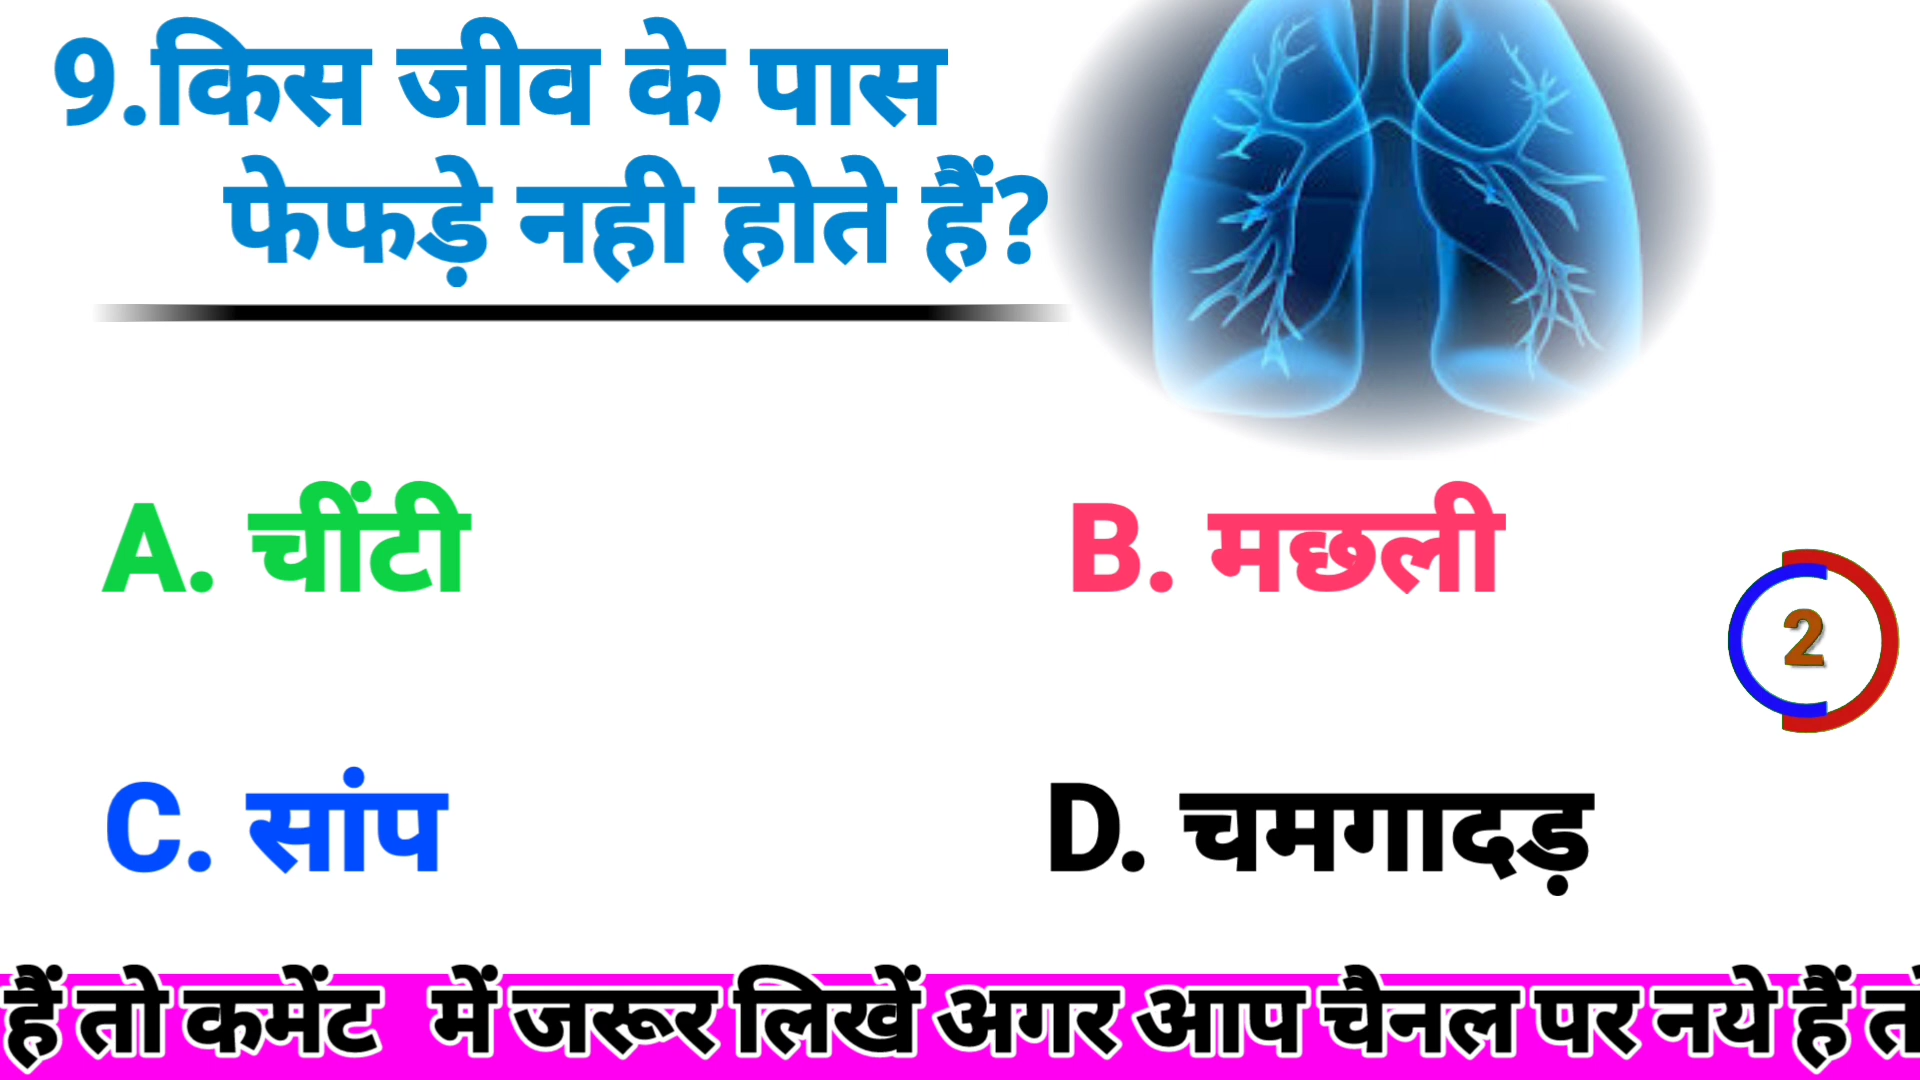 9.किस जीव के पास
फेफड़े नही होते हैं?
A. चींटी
B. मछली
2
C. सांप
D. चमगादड़
हैं तो कमेंट में जरूर लिखें अगर आप चैनल पर नये हैं तो